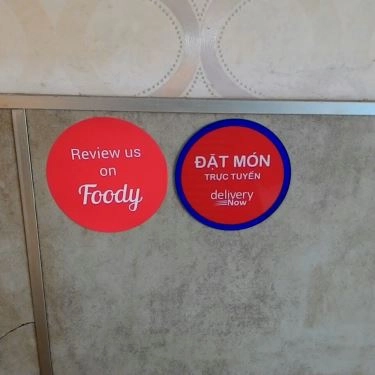 Review us
on
Foody
ĐẶT MÓN
TRỰC TUYẾN
delivery
Now